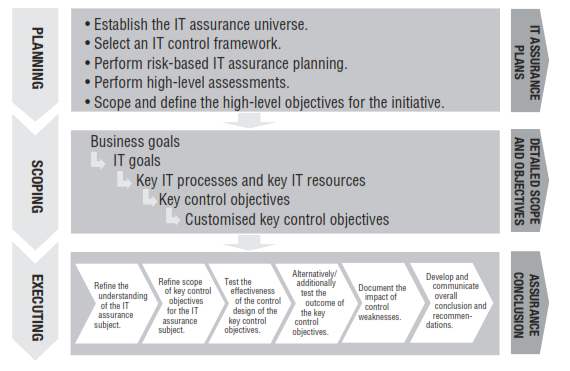 PLANNING
• Establish the IT assurance universe.
• Select an IT control framework.
• Perform risk-based IT assurance planning.
• Perform high-level assessments.
• Scope and define the high-level objectives for the initiative.
IT ASSURANCE
PLANS
SCOPING
Business goals
IT goals
Key IT processes and key IT resources
Key control objectives
Customised key control objectives
DETAILED SCOPE
AND OBJECTIVES
EXECUTING
Refine the
understanding
of the IT
assurance
subject.
Refine scope
of key control
objectives
for the IT
assurance
subject.
Test the
effectiveness
of the control
design of the
key control
objectives.
Alternatively/
additionally
test the
outcome of
the key
control
objectives.
Document the
impact of
control
weaknesses.
Develop and
communicate
overall
conclusion and
recommen-
dations.
ASSURANCE
CONCLUSION